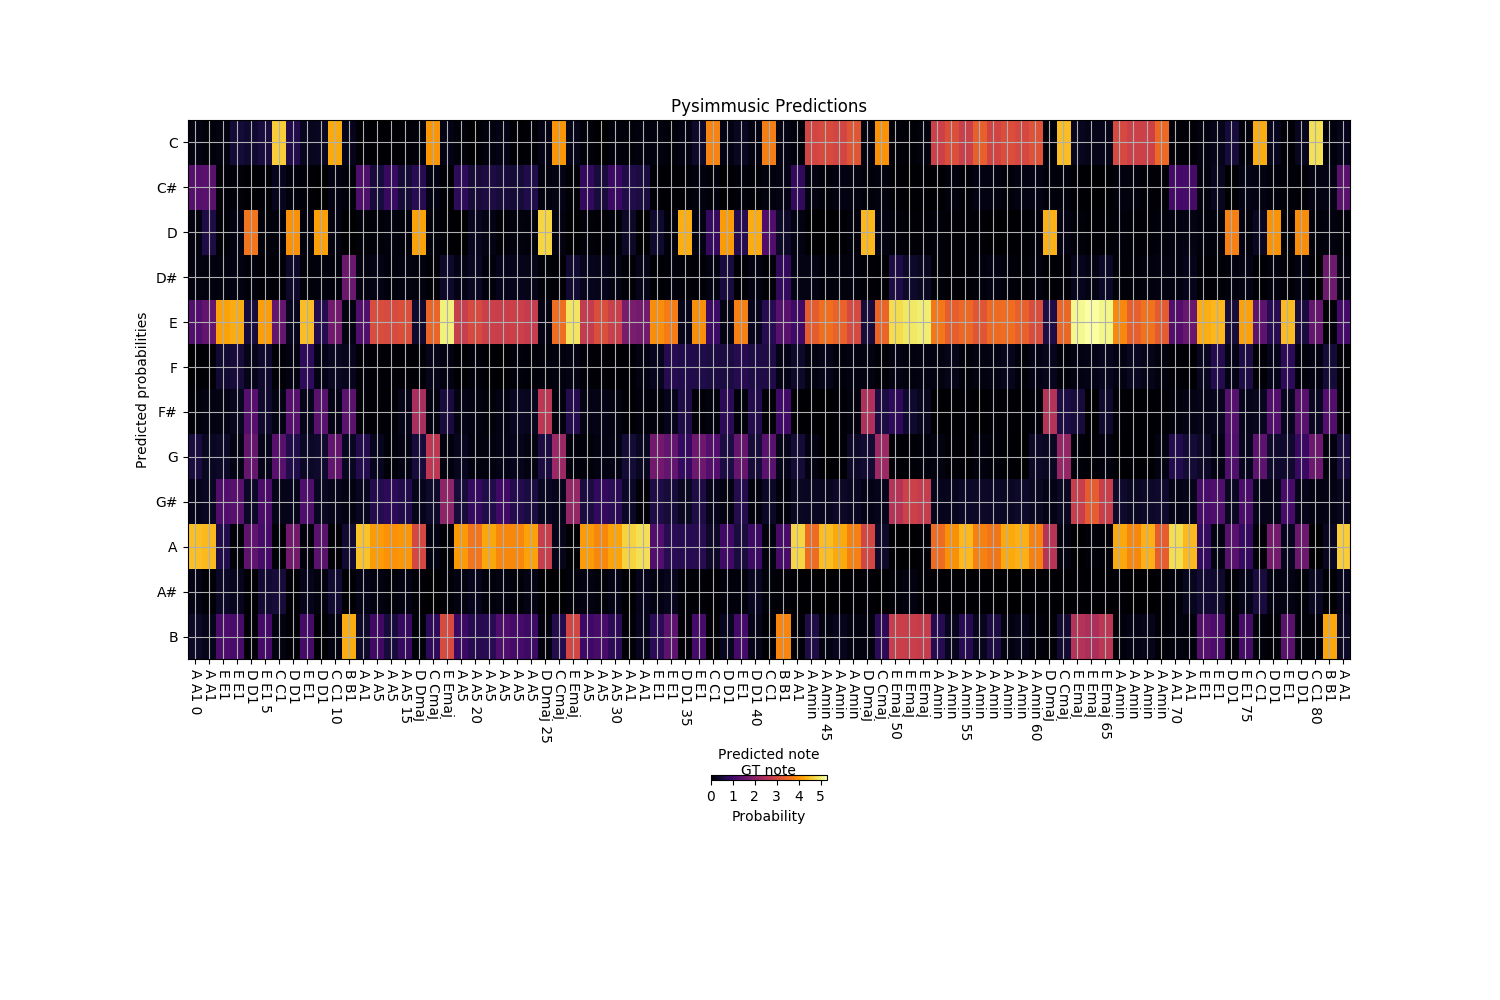 Pysimmusic Predictions
Predicted probabilities
C
C#
D
D#
E
F
F#
G
G#
A
A#
B
A A1 0
A A1
E E1
E E1
D D1
E E1 5
C C1
D D1
E E1
D D1
C C1 10
B B1
A A1
A A5
A A5
A A5 15
D Dmaj
C Cmaj
E Emaj
A A5
A A5 20
A A5
A A5
A A5
A A5
D Dmaj 25
C Cmaj
E Emaj
A A5
A A5
A A5 30
A A1
A A1
E E1
E E1
D D1 35
E E1
C C1
D D1
E E1
D D1 40
C C1
B B1
A A1
A Amin
A Amin 45
A Amin
A Amin
D Dmaj
C Cmaj
E Emaj 50
E Emaj
E Emaj
A Amin
A Amin
A Amin 55
A Amin
A Amin
A Amin
A Amin
A Amin 60
D Dmaj
C Cmaj
E Emaj
E Emaj
E Emaj 65
A Amin
A Amin
A Amin
A Amin
A A1 70
A A1
E E1
E E1
D D1
E E1 75
C C1
D D1
E E1
D D1
C C1 80
B B1
A A1
Predicted note
GT note
0 1 2 3 4 5
Probability